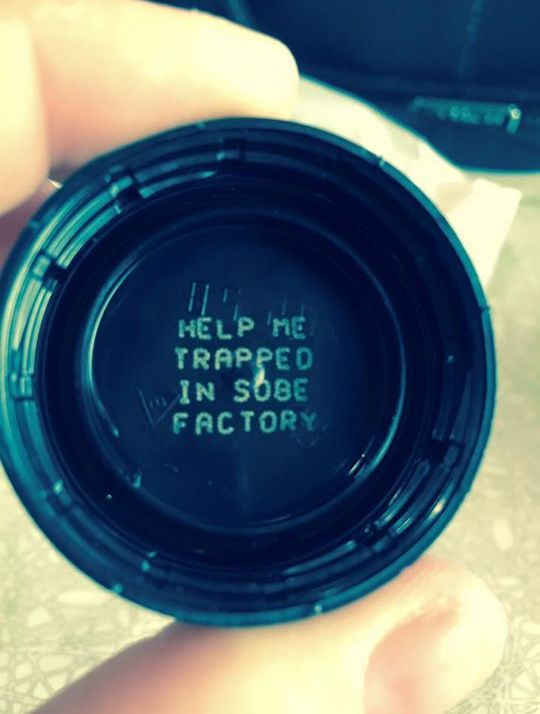 HELP ME
TRAPPED
IN SOBE
FACTORY